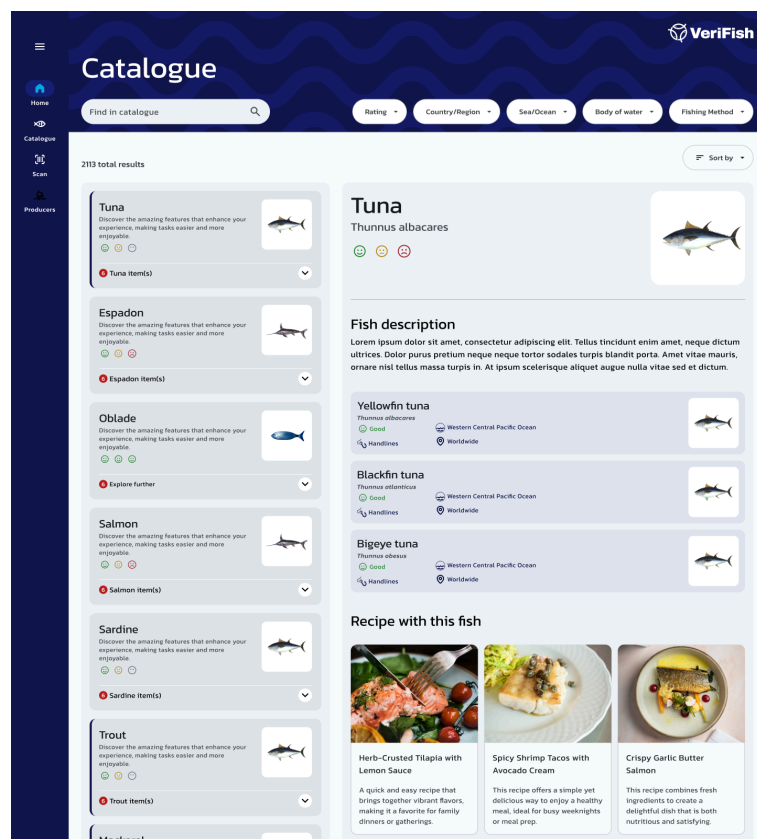 VeriFish
Catalogue
Home
Catalogue
Scan
Producers
Find in catalogue
Rating
Country/Region
Sea/Ocean
Body of water
Fishing Method
2113 total results
Sort by
Tuna
Discover the amazing features that enhance your
experience, making tasks easier and more
enjoyable.
6 Tuna item(s)
Espadon
Discover the amazing features that enhance your
experience, making tasks easier and more
enjoyable.
6 Espadon item(s)
Oblade
Discover the amazing features that enhance your
experience, making tasks easier and more
enjoyable.
6 Explore further
Salmon
Discover the amazing features that enhance your
experience, making tasks easier and more
enjoyable.
6 Salmon item(s)
Sardine
Discover the amazing features that enhance your
experience, making tasks easier and more
enjoyable.
6 Sardine item(s)
Trout
Discover the amazing features that enhance your
experience, making tasks easier and more
enjoyable.
6 Trout item(s)
Tuna
Thunnus albacares
Fish description
Lorem ipsum dolor sit amet, consectetur adipiscing elit. Tellus tincidunt enim amet, neque dictum
ultrices. Dolor purus pretium neque neque tortor sodales turpis blandit porta. Amet vitae mauris,
ornare nisl tellus massa turpis in. At ipsum scelerisque aliquet augue nulla vitae sed et dictum.
Yellowfin tuna
Thunnus albacares
Good
Western Central Pacific Ocean
Handlines
Worldwide
Blackfin tuna
Thunnus atlanticus
Good
Western Central Pacific Ocean
Handlines
Worldwide
Bigeye tuna
Thunnus obesus
Good
Western Central Pacific Ocean
Handlines
Worldwide
Recipe with this fish
Herb-Crusted Tilapia with
Lemon Sauce
A quick and easy recipe that
brings together vibrant flavors,
making it a favorite for family
dinners or gatherings.
Spicy Shrimp Tacos with
Avocado Cream
This recipe offers a simple yet
delicious way to enjoy a healthy
meal, ideal for busy weeknights
or meal prep.
Crispy Garlic Butter
Salmon
This recipe combines fresh
ingredients to create a
delightful dish that is both
nutritious and satisfying.